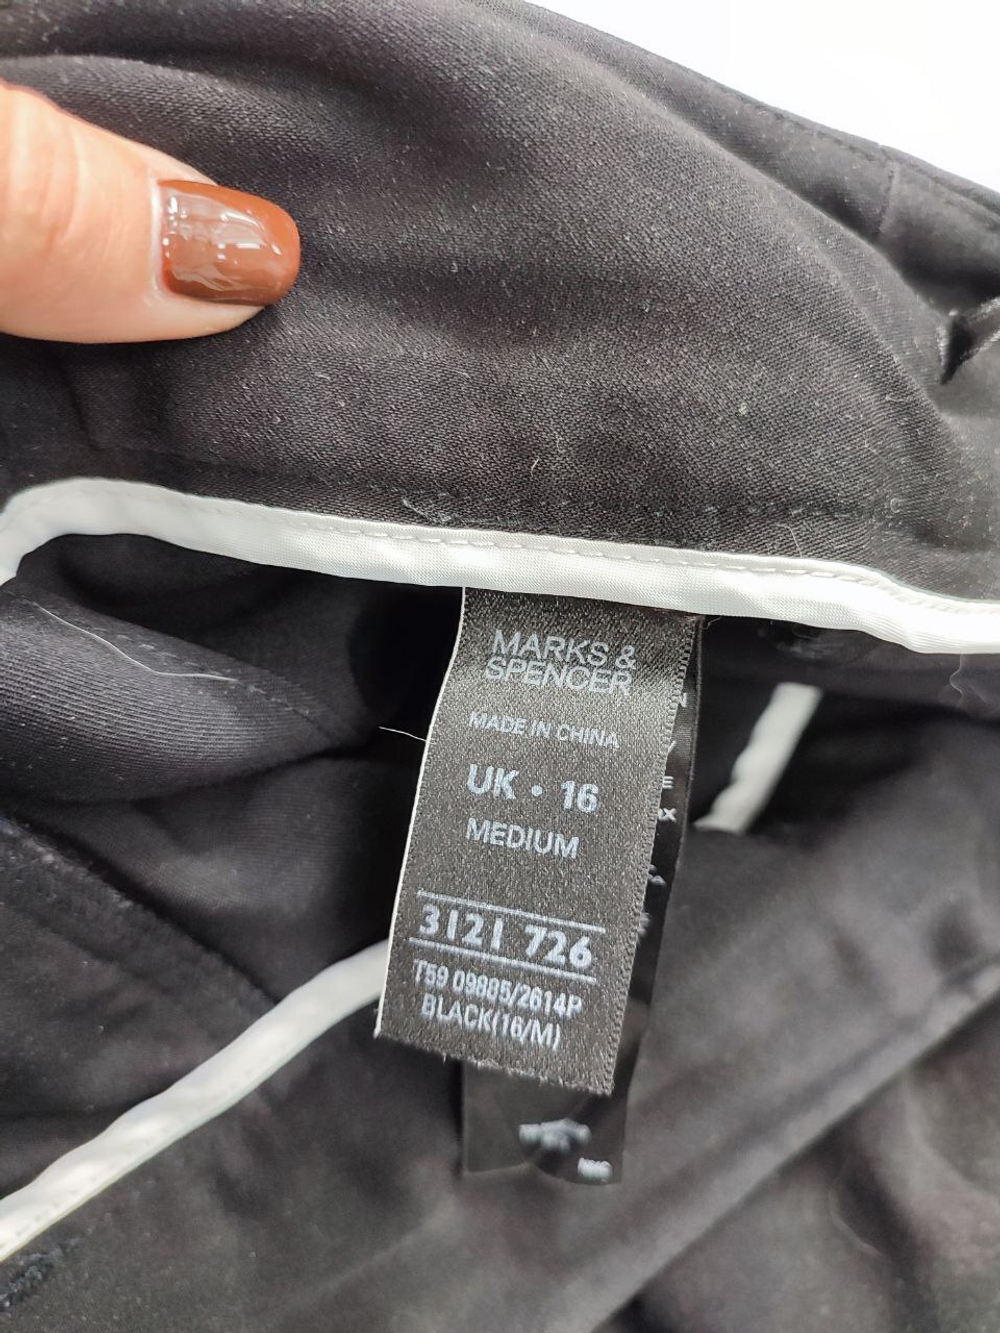 MARKS &
SPENCER
MADE IN CHINA
UK • 16
MEDIUM
3121 726
T59 09885/2614P
BLACK(16/M)